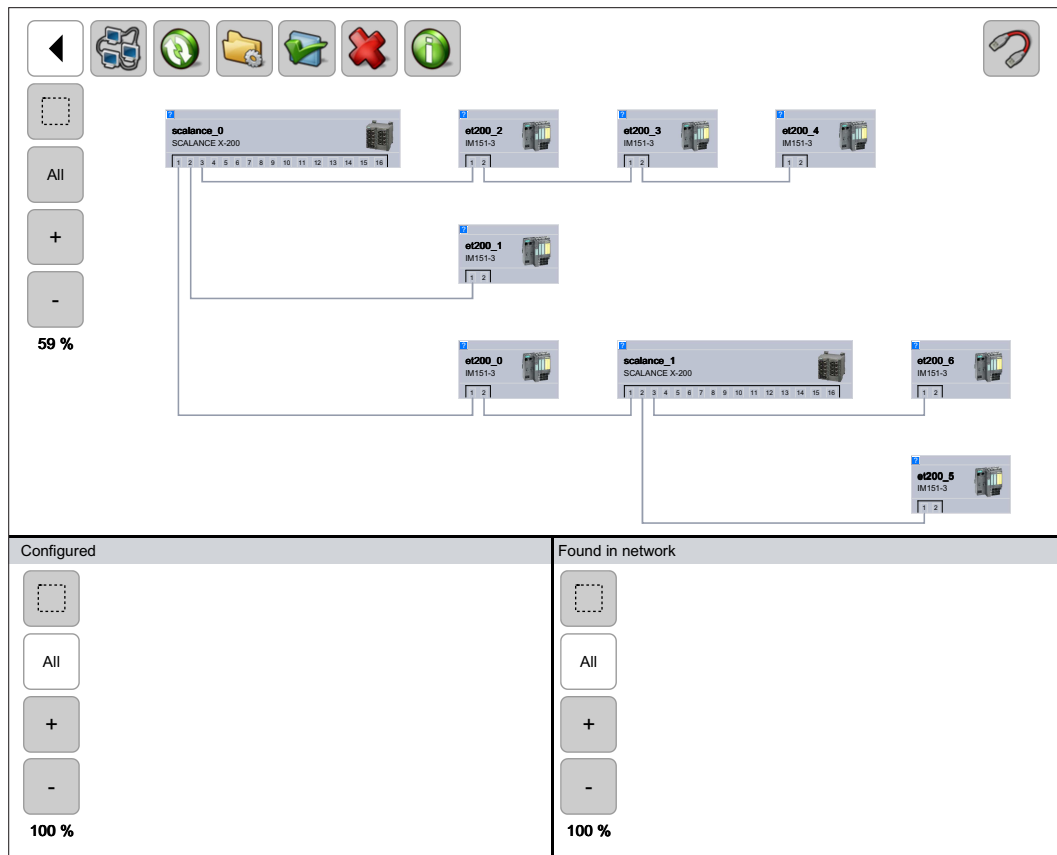 ?
scalance_0
SCALANCE X-200
1 2 3 4 5 6 7 8 9 10 11 12 13 14 15 16
?
et200_2
IM151-3
1 2
?
et200_3
IM151-3
1 2
?
et200_4
IM151-3
1 2
All
+
-
59 %
?
et200_1
IM151-3
1 2
?
et200_0
IM151-3
1 2
?
scalance_1
SCALANCE X-200
1 2 3 4 5 6 7 8 9 10 11 12 13 14 15 16
?
et200_6
IM151-3
1 2
?
et200_5
IM151-3
1 2
Configured
All
+
-
100 %
Found in network
All
+
-
100 %